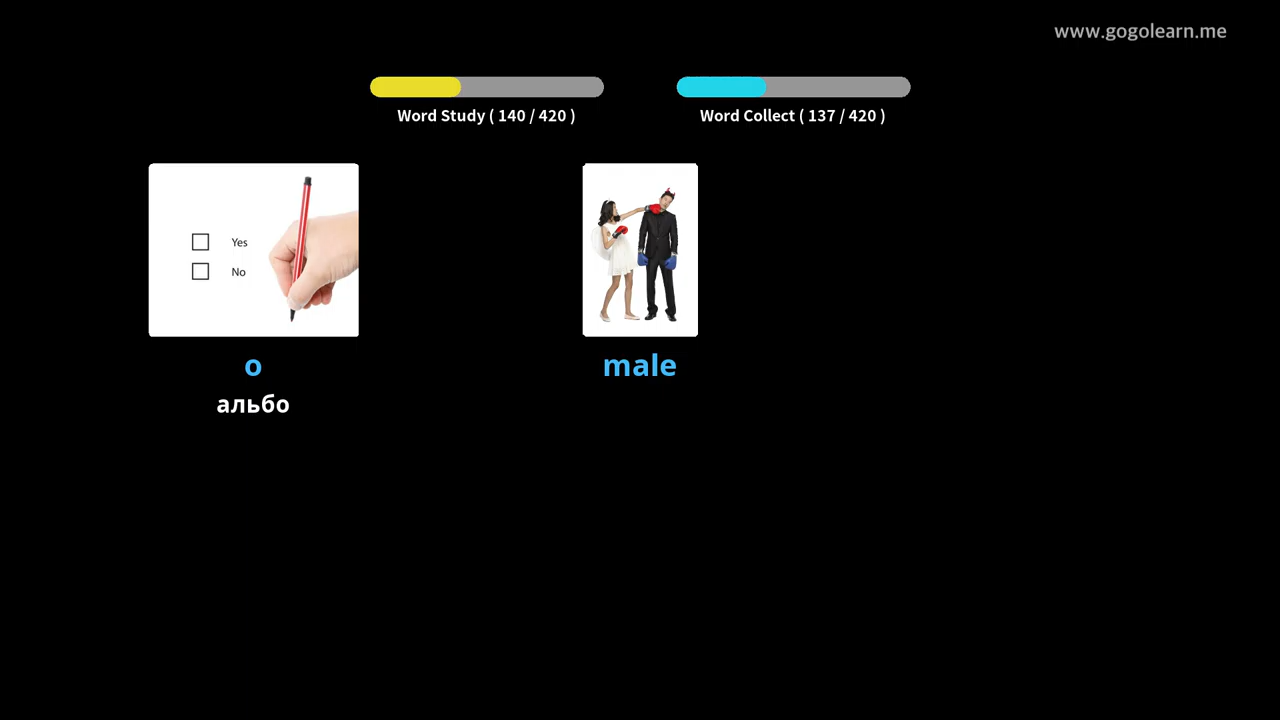 www.gogolearn.me
Word Study ( 140 / 420 )
Word Collect ( 137 / 420 )
Yes
No
o
male
альбо